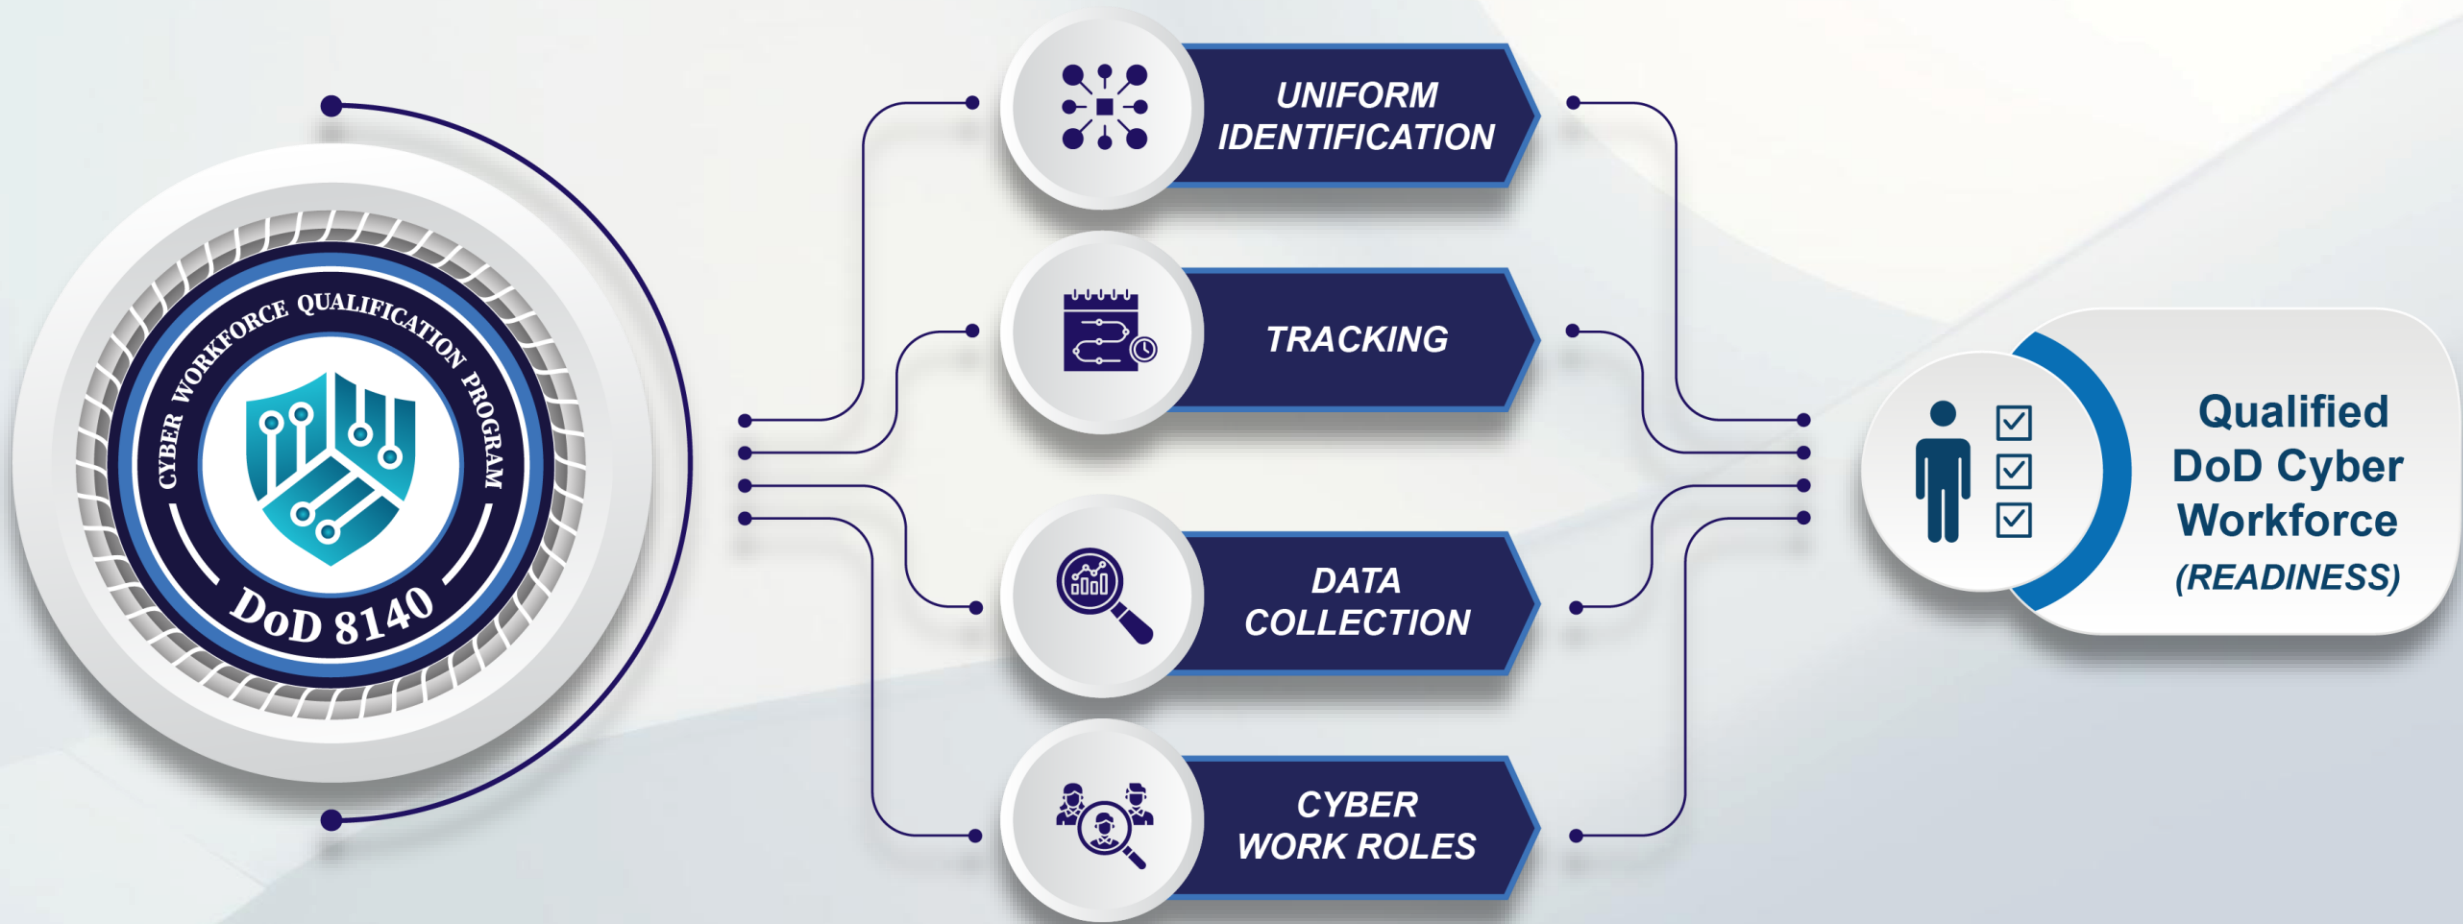 CYBER WORKFORCE QUALIFICATION PROGRAM
DoD 8140
UNIFORM
IDENTIFICATION
TRACKING
DATA
COLLECTION
CYBER
WORK ROLES
Qualified
DoD Cyber
Workforce
(READINESS)